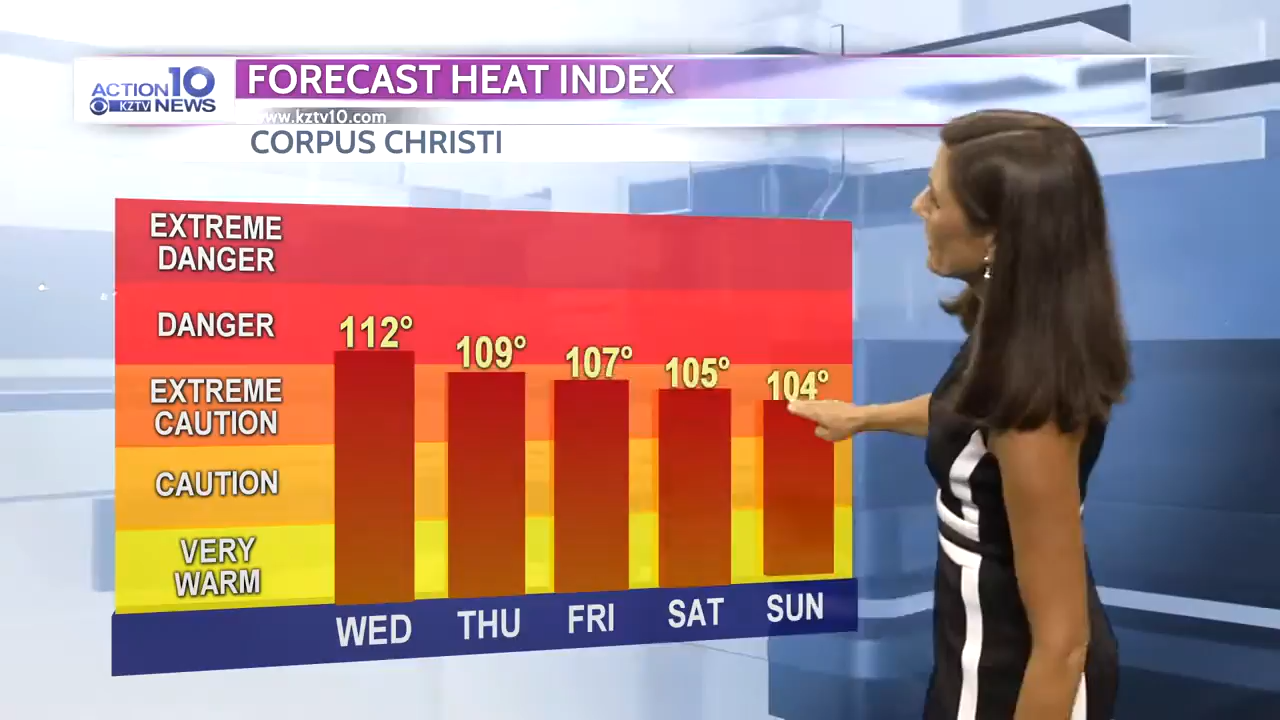 ACTION 10
KZTV NEWS
FORECAST HEAT INDEX
www.kztv10.com
CORPUS CHRISTI
EXTREME
DANGER
DANGER
EXTREME
CAUTION
CAUTION
VERY
WARM
112°
109°
107°
105°
104°
WED
THU
FRI
SAT
SUN